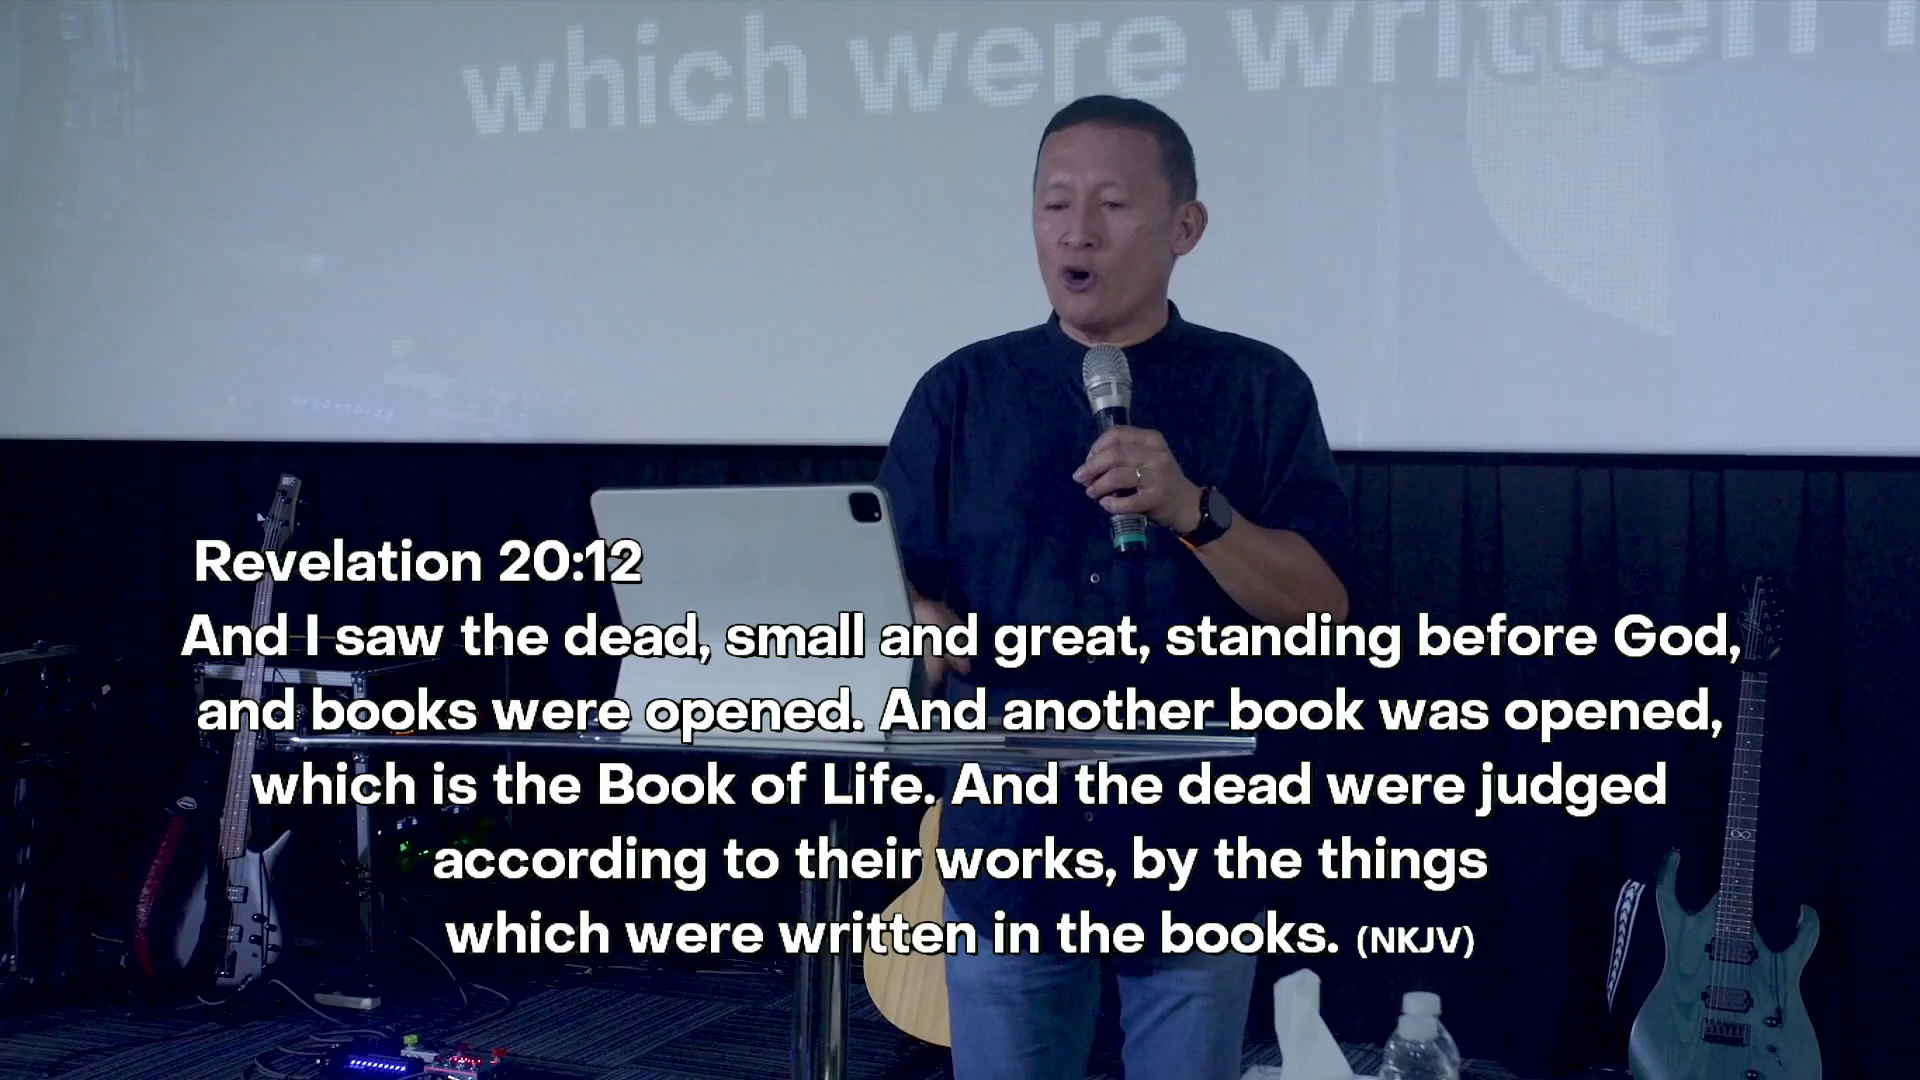 which were written
Revelation 20:12
And I saw the dead, small and great, standing before God,
and books were opened. And another book was opened,
which is the Book of Life. And the dead were judged
according to their works, by the things
which were written in the books. (NKJV)